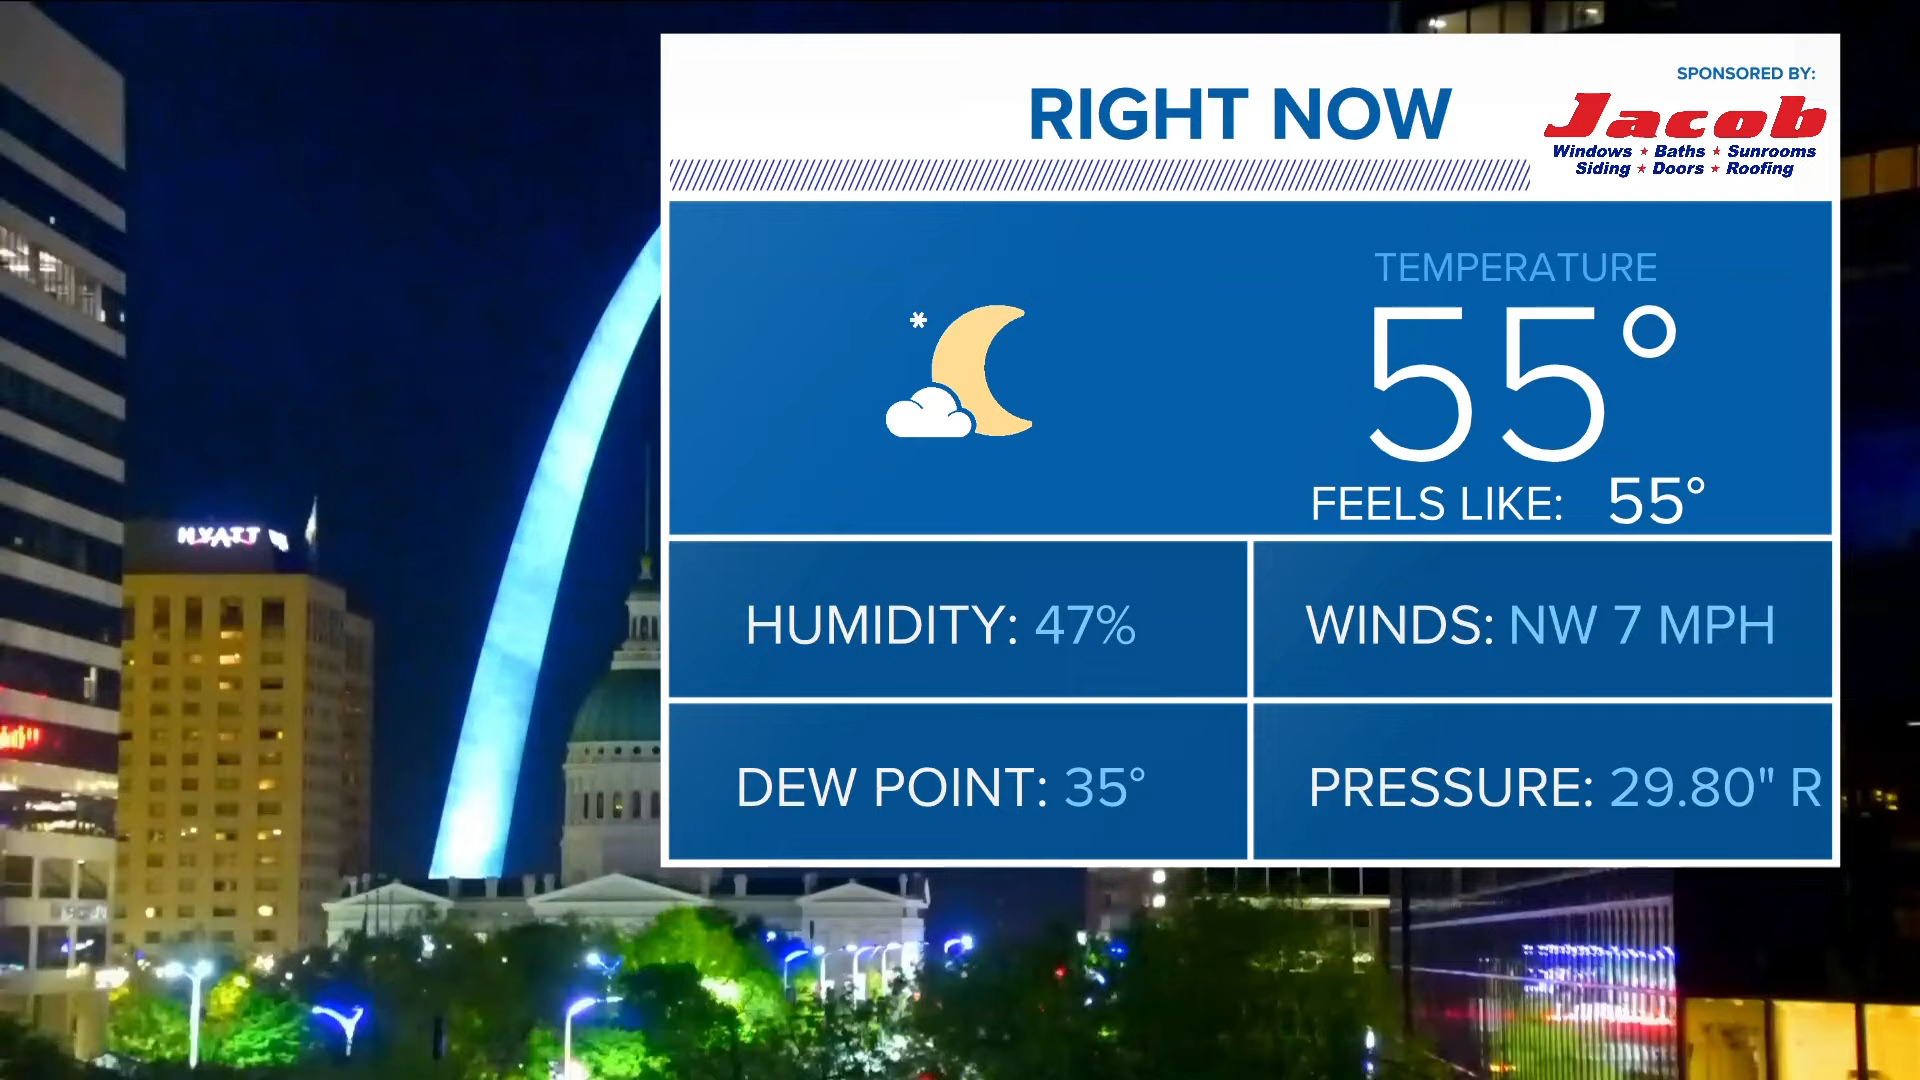 SPONSORED BY:
RIGHT NOW
Jacob
Windows ★ Baths ★ Sunrooms
Siding ★ Doors ★ Roofing
TEMPERATURE
55°
FEELS LIKE: 55°
HYATT
HUMIDITY: 47%
WINDS: NW 7 MPH
DEW POINT: 35°
PRESSURE: 29.80" R